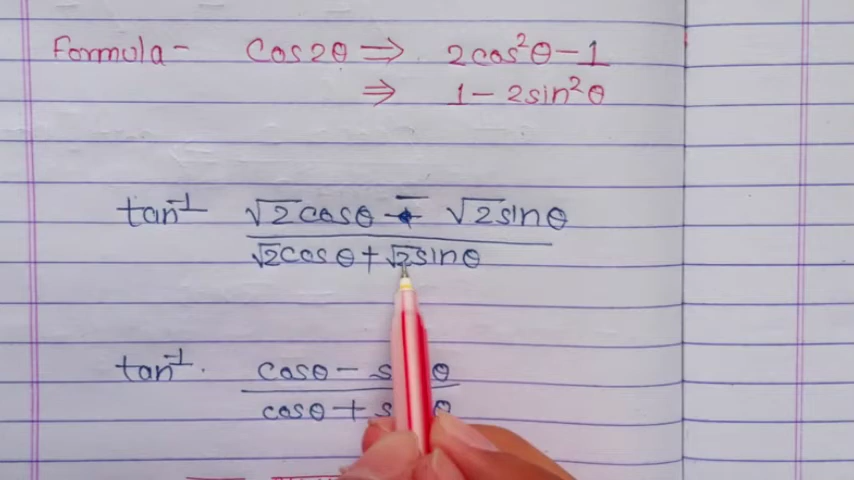 Formula - Cos2θ ⇒ 2cos²θ-1
⇒ 1-2sin²θ
tan⁻¹ √2cosθ - √2sinθ
√2cosθ + √2sinθ
tan⁻¹. cosθ - s θ
cosθ + s θ